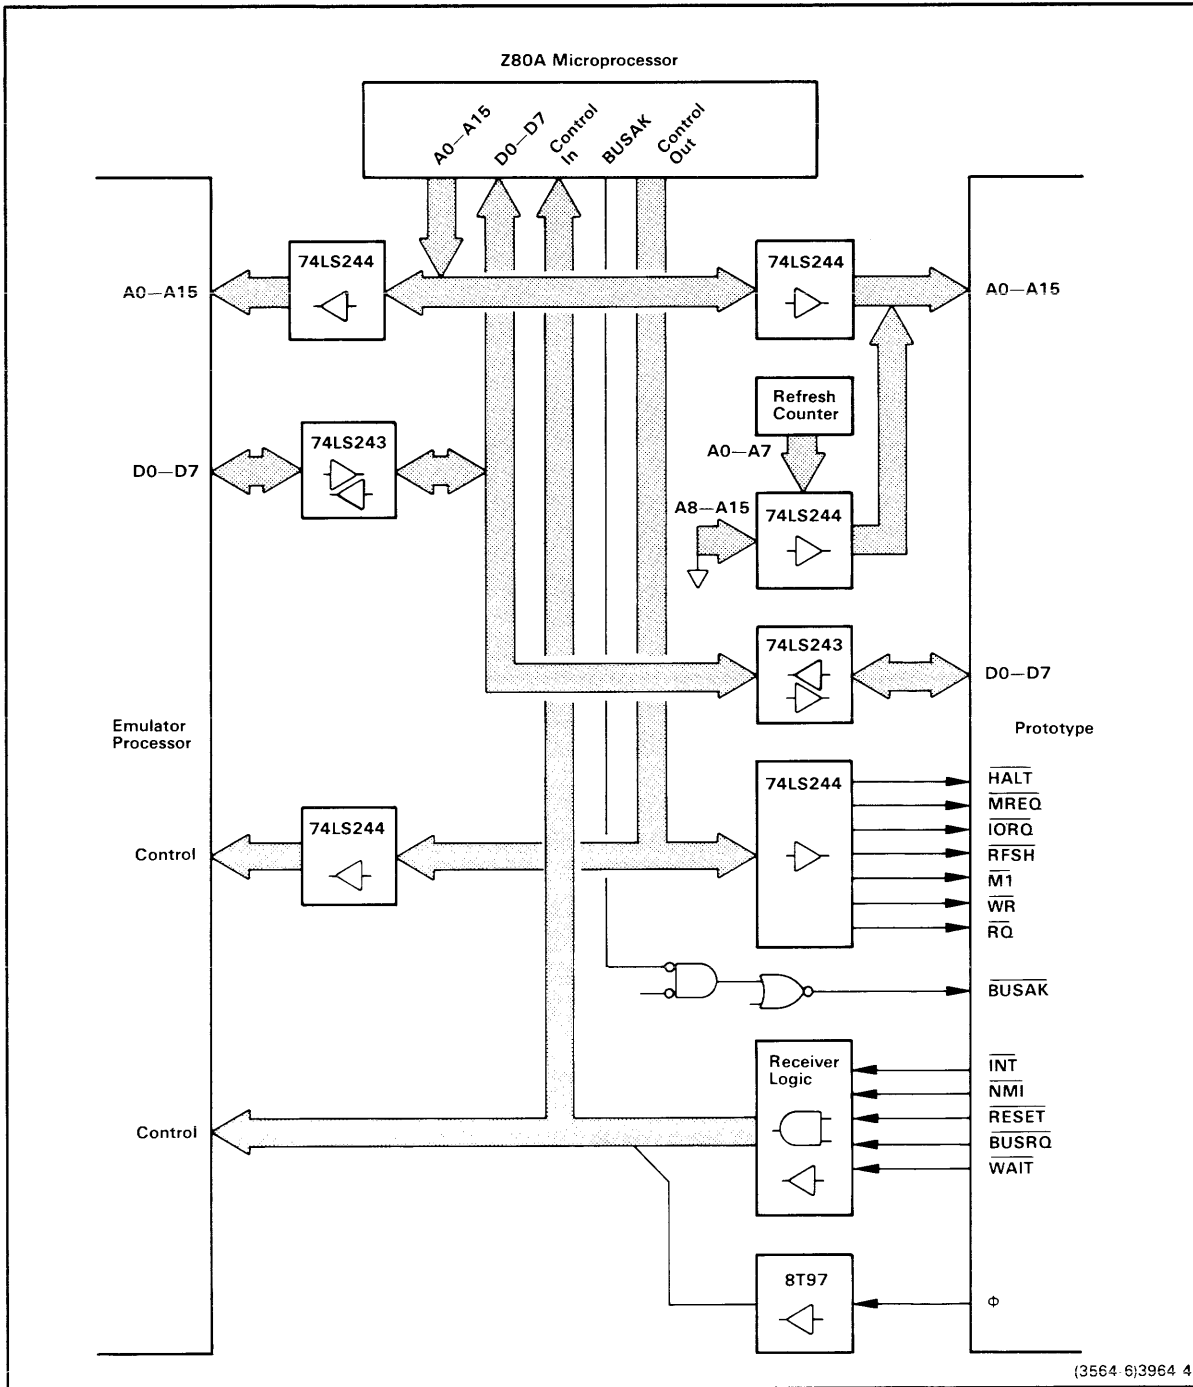 Z80A Microprocessor
A0—A15
D0—D7
Control
In
BUSAK
Control
Out
74LS244
74LS244
A0—A15
A0—A15
Refresh
Counter
74LS243
D0—D7
A0—A7
A8—A15
74LS244
74LS243
D0—D7
Emulator
Processor
Prototype
74LS244
HALT
MREQ
IORQ
RFSH
M1
WR
RQ
74LS244
Control
BUSAK
Receiver
Logic
INT
NMI
RESET
BUSRQ
WAIT
Control
8T97
Φ
(3564-6)3964-4